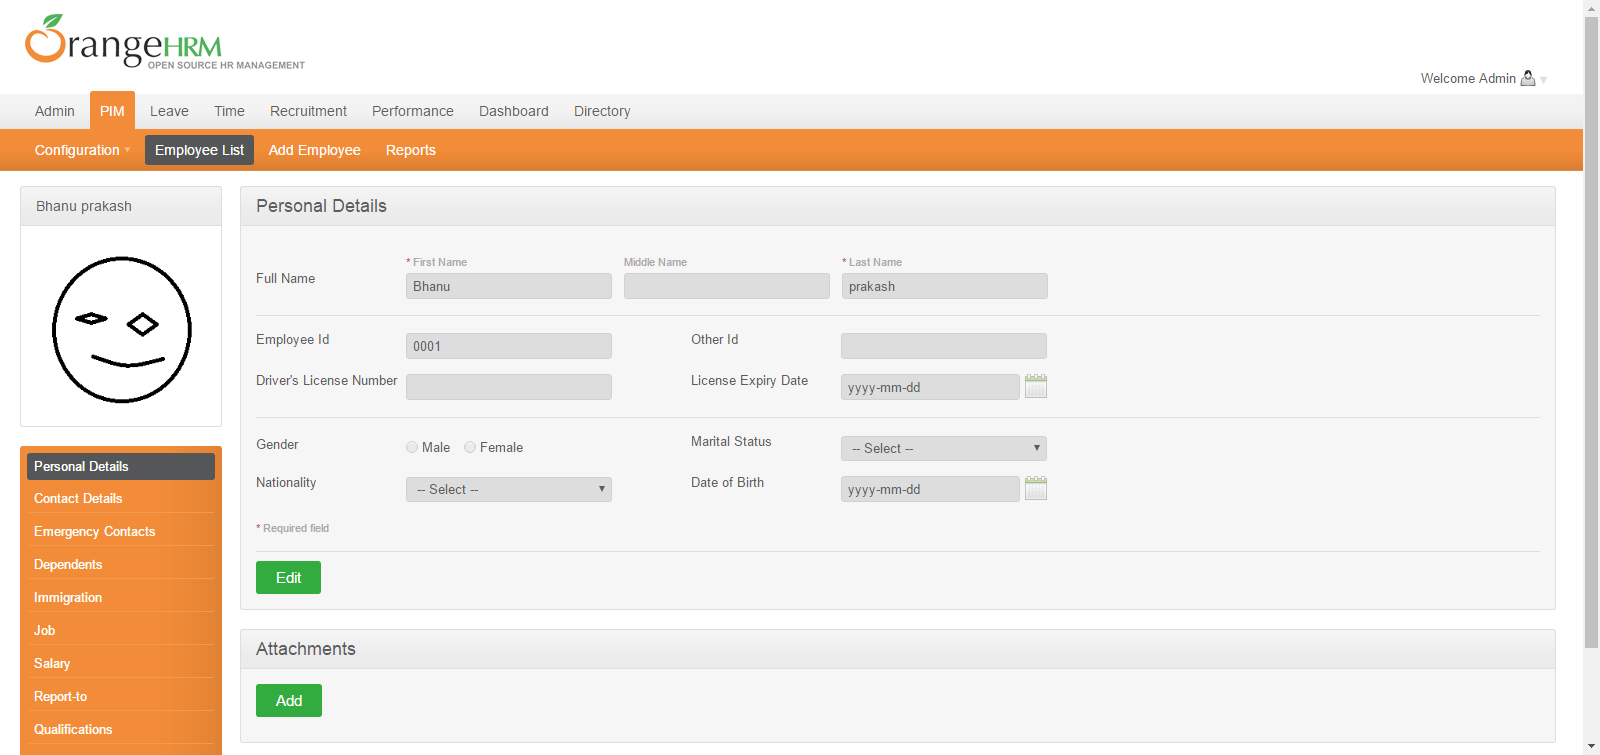 OrangeHRM
OPEN SOURCE HR MANAGEMENT
Welcome Admin
Admin PIM Leave Time Recruitment Performance Dashboard Directory
Configuration Employee List Add Employee Reports
Bhanu prakash
Personal Details
Contact Details
Emergency Contacts
Dependents
Immigration
Job
Salary
Report-to
Qualifications
Personal Details
* First Name Middle Name * Last Name
Full Name Bhanu prakash
Employee Id 0001 Other Id
Driver's License Number License Expiry Date yyyy-mm-dd
Gender Male Female Marital Status -- Select --
Nationality -- Select -- Date of Birth yyyy-mm-dd
* Required field
Edit
Attachments
Add